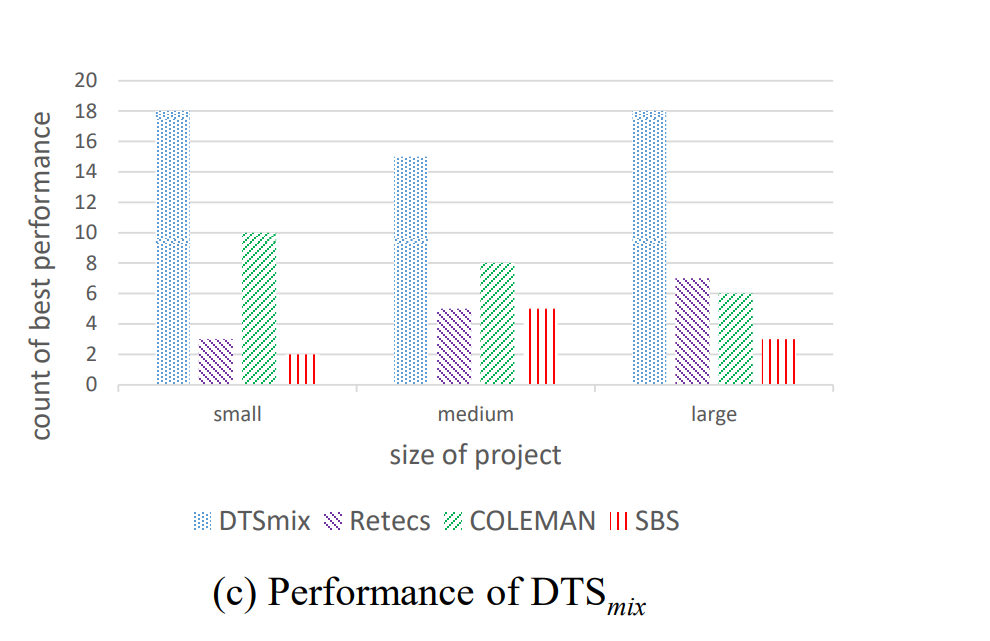 count of best performance
20
18
16
14
12
10
8
6
4
2
0
small medium large
size of project
DTSmix Retecs COLEMAN SBS
(c) Performance of DTSmix